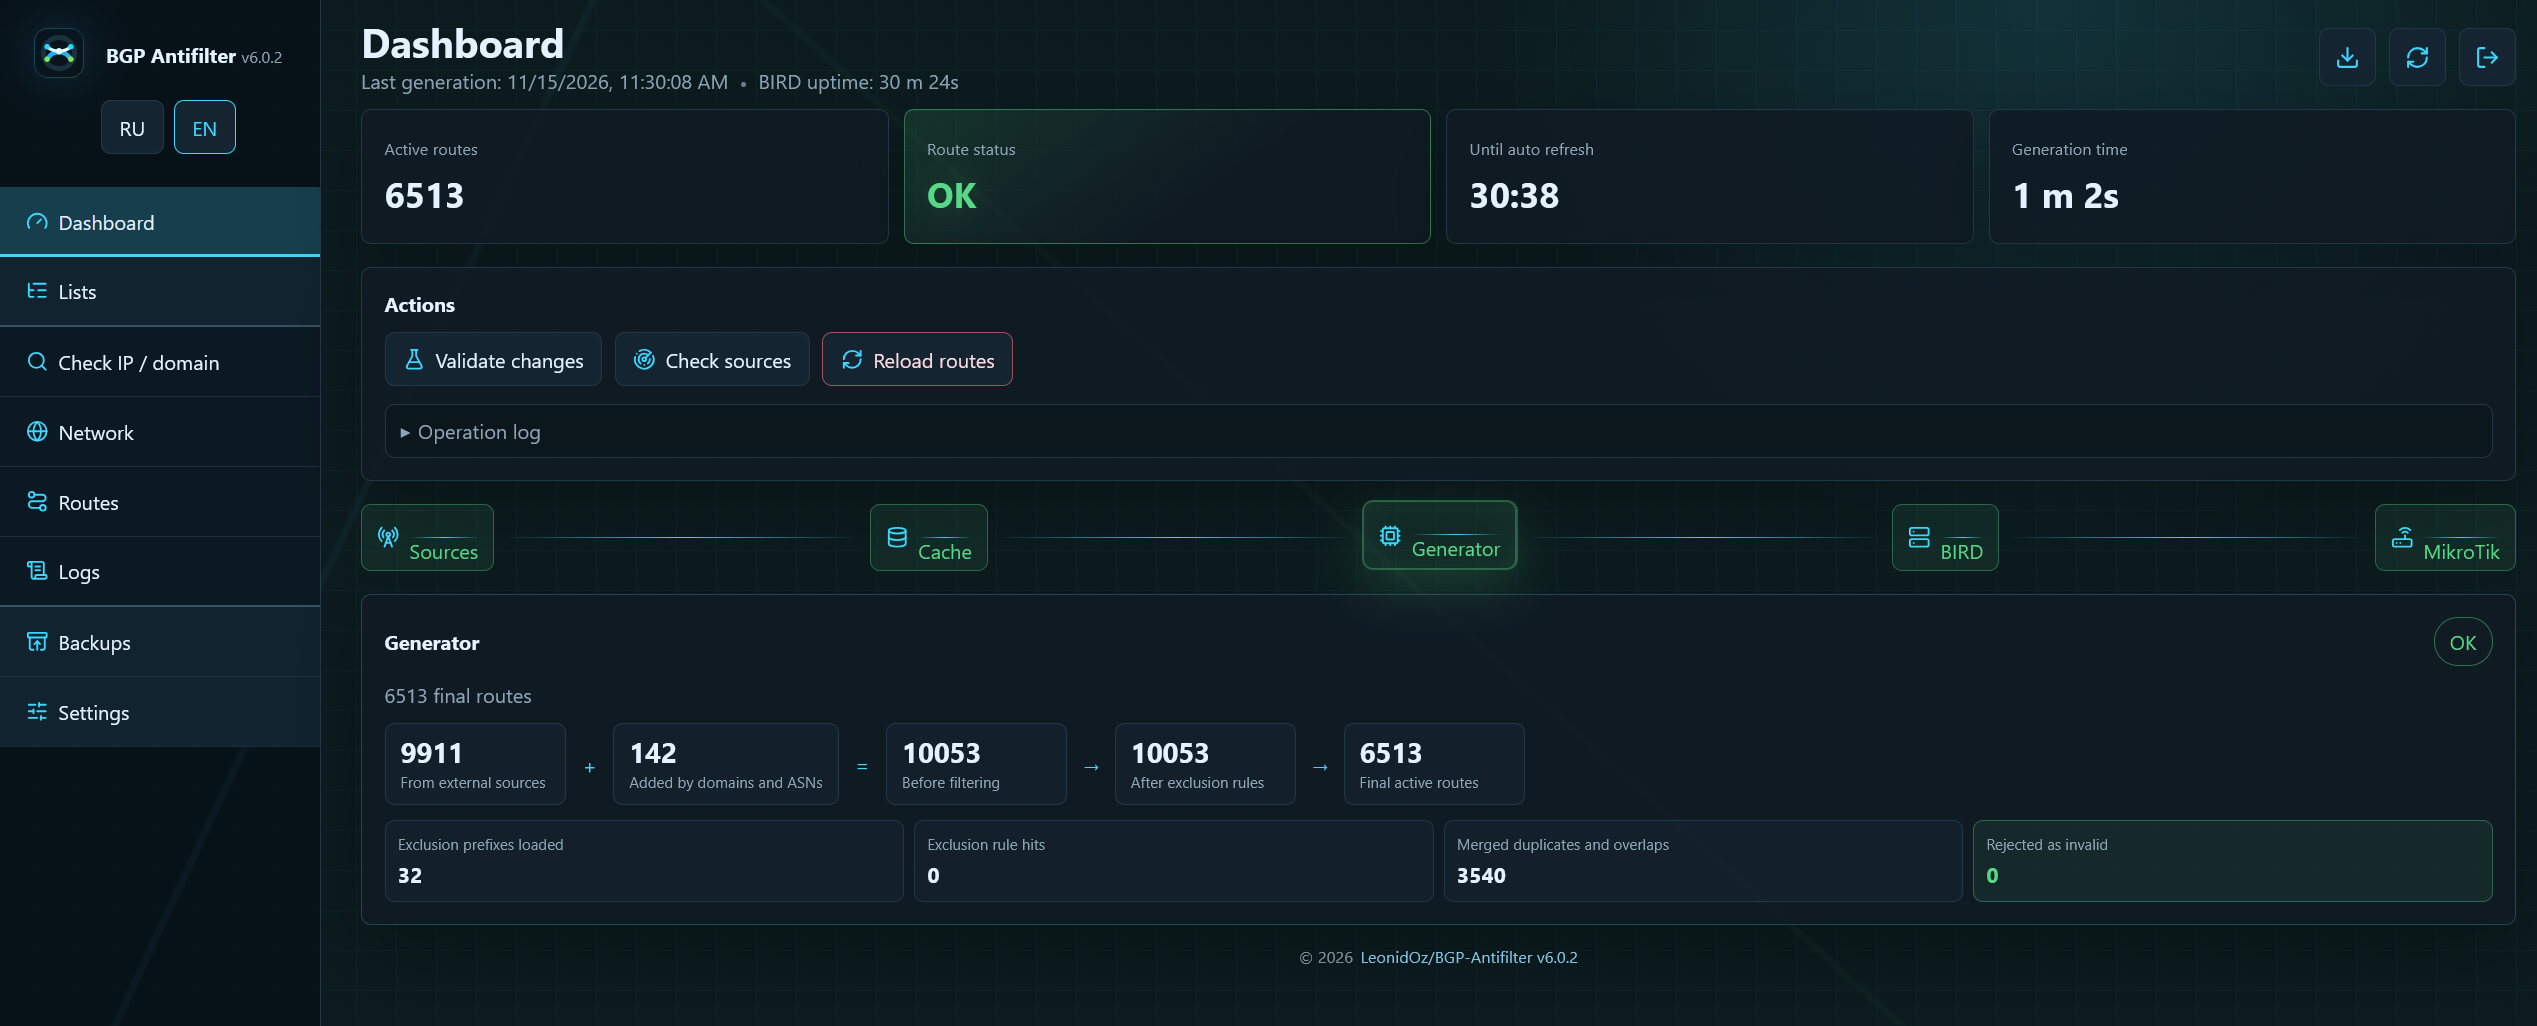 BGP Antifilter v6.0.2
RU
EN
Dashboard
Lists
Check IP / domain
Network
Routes
Logs
Backups
Settings
Dashboard
Last generation: 11/15/2026, 11:30:08 AM • BIRD uptime: 30 m 24s
Active routes
6513
Route status
OK
Until auto refresh
30:38
Generation time
1 m 2s
Actions
Validate changes
Check sources
Reload routes
▸ Operation log
Sources
Cache
Generator
BIRD
MikroTik
Generator
OK
6513 final routes
9911
From external sources
+
142
Added by domains and ASNs
=
10053
Before filtering
→
10053
After exclusion rules
→
6513
Final active routes
Exclusion prefixes loaded
32
Exclusion rule hits
0
Merged duplicates and overlaps
3540
Rejected as invalid
0
© 2026 LeonidOz/BGP-Antifilter v6.0.2